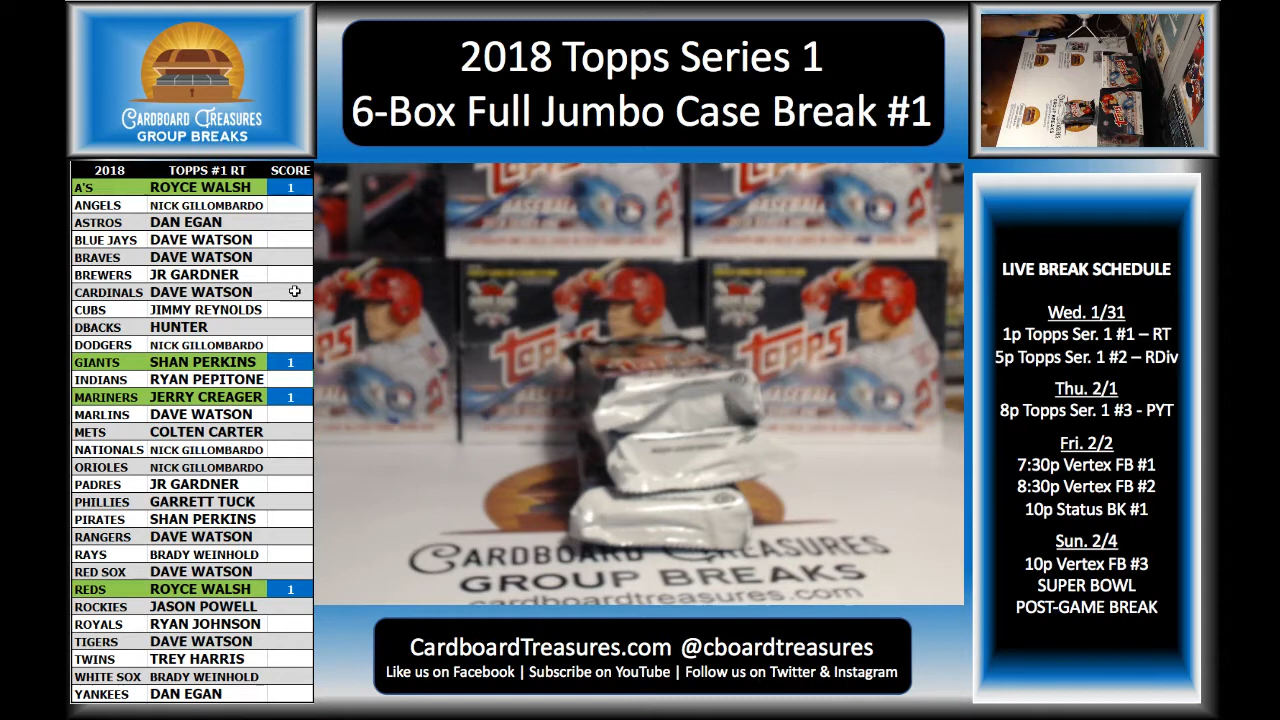 CARDBOARD TREASURES
GROUP BREAKS
2018 Topps Series 1
6-Box Full Jumbo Case Break #1
2018 TOPPS #1 RT SCORE
A'S ROYCE WALSH 1
ANGELS NICK GILLOMBARDO
ASTROS DAN EGAN
BLUE JAYS DAVE WATSON
BRAVES DAVE WATSON
BREWERS JR GARDNER
CARDINALS DAVE WATSON
CUBS JIMMY REYNOLDS
DBACKS HUNTER
DODGERS NICK GILLOMBARDO
GIANTS SHAN PERKINS 1
INDIANS RYAN PEPITONE
MARINERS JERRY CREAGER 1
MARLINS DAVE WATSON
METS COLTEN CARTER
NATIONALS NICK GILLOMBARDO
ORIOLES NICK GILLOMBARDO
PADRES JR GARDNER
PHILLIES GARRETT TUCK
PIRATES SHAN PERKINS
RANGERS DAVE WATSON
RAYS BRADY WEINHOLD
RED SOX DAVE WATSON
REDS ROYCE WALSH 1
ROCKIES JASON POWELL
ROYALS RYAN JOHNSON
TIGERS DAVE WATSON
TWINS TREY HARRIS
WHITE SOX BRADY WEINHOLD
YANKEES DAN EGAN
BASEBALL
Topps Topps Topps
CARDBOARD TREASURES
GROUP BREAKS
cardboardtreasures.com
CardboardTreasures.com @cboardtreasures
Like us on Facebook | Subscribe on YouTube | Follow us on Twitter & Instagram
LIVE BREAK SCHEDULE
Wed. 1/31
1p Topps Ser. 1 #1 – RT
5p Topps Ser. 1 #2 – RDiv
Thu. 2/1
8p Topps Ser. 1 #3 - PYT
Fri. 2/2
7:30p Vertex FB #1
8:30p Vertex FB #2
10p Status BK #1
Sun. 2/4
10p Vertex FB #3
SUPER BOWL
POST-GAME BREAK